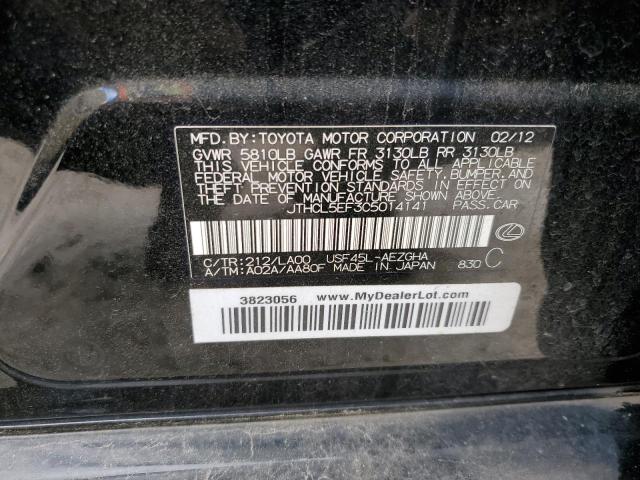 MFD.BY:TOYOTA MOTOR CORPORATION 02/12
GVWR 5810LB GAWR FR 3130LB RR 3130LB
THIS VEHICLE CONFORMS TO ALL APPLICABLE
FEDERAL MOTOR VEHICLE SAFETY,BUMPER,AND
THEFT PREVENTION STANDARDS IN EFFECT ON
THE DATE OF MANUFACTURE SHOWN ABOVE.
JTHCL5EF3C5014141 PASS.CAR
C/TR:212/LA00 USF45L-AEZGHA
A/TM:A02A/AA80F MADE IN JAPAN 830 C
3823056 www.MyDealerLot.com